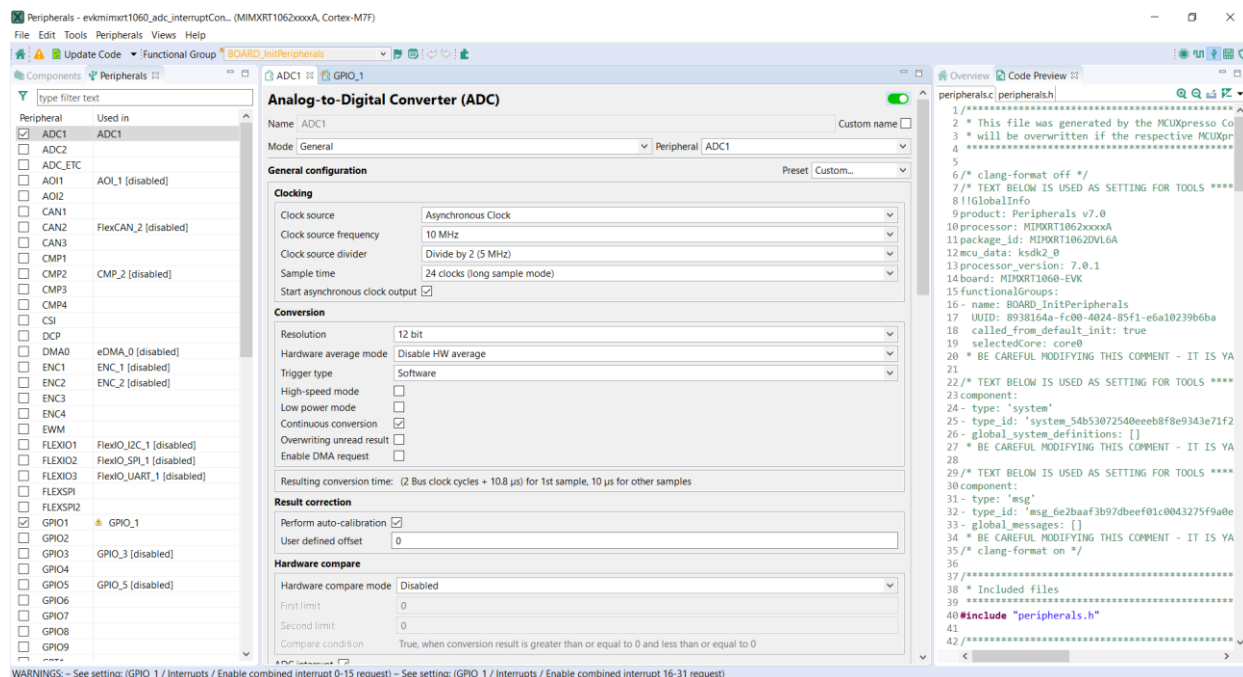 Peripherals - evkmimxrt1060_adc_interruptCon... (MIMXRT1062xxxxA, Cortex-M7F)
File Edit Tools Peripherals Views Help
Update Code Functional Group BOARD_InitPeripherals
Components Peripherals
type filter text
Peripheral Used in
ADC1 ADC1
ADC2
ADC_ETC
AOI1 AOI_1 [disabled]
AOI2
CAN1
CAN2 FlexCAN_2 [disabled]
CAN3
CMP1
CMP2 CMP_2 [disabled]
CMP3
CMP4
CSI
DCP
DMA0 eDMA_0 [disabled]
ENC1 ENC_1 [disabled]
ENC2 ENC_2 [disabled]
ENC3
ENC4
EWM
FLEXIO1 FlexIO_I2C_1 [disabled]
FLEXIO2 FlexIO_SPI_1 [disabled]
FLEXIO3 FlexIO_UART_1 [disabled]
FLEXSPI
FLEXSPI2
GPIO1 GPIO_1
GPIO2
GPIO3 GPIO_3 [disabled]
GPIO4
GPIO5 GPIO_5 [disabled]
GPIO6
GPIO7
GPIO8
GPIO9
ADC1 GPIO_1
Analog-to-Digital Converter (ADC)
Name ADC1 Custom name
Mode General Peripheral ADC1
General configuration Preset Custom...
Clocking
Clock source Asynchronous Clock
Clock source frequency 10 MHz
Clock source divider Divide by 2 (5 MHz)
Sample time 24 clocks (long sample mode)
Start asynchronous clock output
Conversion
Resolution 12 bit
Hardware average mode Disable HW average
Trigger type Software
High-speed mode
Low power mode
Continuous conversion
Overwriting unread result
Enable DMA request
Resulting conversion time: (2 Bus clock cycles + 10.8 µs) for 1st sample, 10 µs for other samples
Result correction
Perform auto-calibration
User defined offset 0
Hardware compare
Hardware compare mode Disabled
First limit 0
Second limit 0
Compare condition True, when conversion result is greater than or equal to 0 and less than or equal to 0
ADC interrupt
Overview Code Preview
peripherals.c peripherals.h
1 /***********************************************
2 * This file was generated by the MCUXpresso Co
3 * will be overwritten if the respective MCUXpr
4 ***********************************************
5
6 /* clang-format off */
7 /* TEXT BELOW IS USED AS SETTING FOR TOOLS ****
8 !!GlobalInfo
9 product: Peripherals v7.0
10 processor: MIMXRT1062xxxxA
11 package_id: MIMXRT1062DVL6A
12 mcu_data: ksdk2_0
13 processor_version: 7.0.1
14 board: MIMXRT1060-EVK
15 functionalGroups:
16 - name: BOARD_InitPeripherals
17 UUID: 8938164a-fc00-4024-85f1-e6a10239b6ba
18 called_from_default_init: true
19 selectedCore: core0
20 * BE CAREFUL MODIFYING THIS COMMENT - IT IS YA
21
22 /* TEXT BELOW IS USED AS SETTING FOR TOOLS ****
23 component:
24 - type: 'system'
25 - type_id: 'system_54b53072540eeeb8f8e9343e71f2
26 - global_system_definitions: []
27 * BE CAREFUL MODIFYING THIS COMMENT - IT IS YA
28
29 /* TEXT BELOW IS USED AS SETTING FOR TOOLS ****
30 component:
31 - type: 'msg'
32 - type_id: 'msg_6e2baaf3b97dbeef01c0043275f9a0e
33 - global_messages: []
34 * BE CAREFUL MODIFYING THIS COMMENT - IT IS YA
35 /* clang-format on */
36
37 /***********************************************
38 * Included files
39 ***********************************************
40 #include "peripherals.h"
41
42 /***********************************************
WARNINGS: – See setting: (GPIO_1 / Interrupts / Enable combined interrupt 0-15 request) – See setting: (GPIO_1 / Interrupts / Enable combined interrupt 16-31 request)